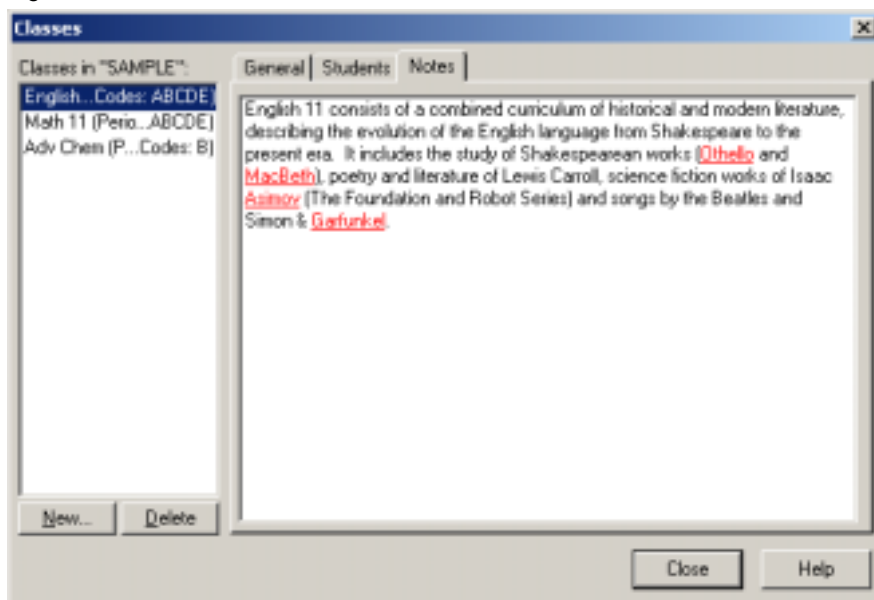 Classes
Classes in "SAMPLE":
English...Codes: ABCDE)
Math 11 (Perio...ABCDE)
Adv Chem (P...Codes: B)
New...
Delete
General
Students
Notes
English 11 consists of a combined curriculum of historical and modern literature,
describing the evolution of the English language from Shakespeare to the
present era. It includes the study of Shakespearean works (Othello and
MacBeth), poetry and literature of Lewis Carroll, science fiction works of Isaac
Asimov (The Foundation and Robot Series) and songs by the Beatles and
Simon & Garfunkel.
Close
Help